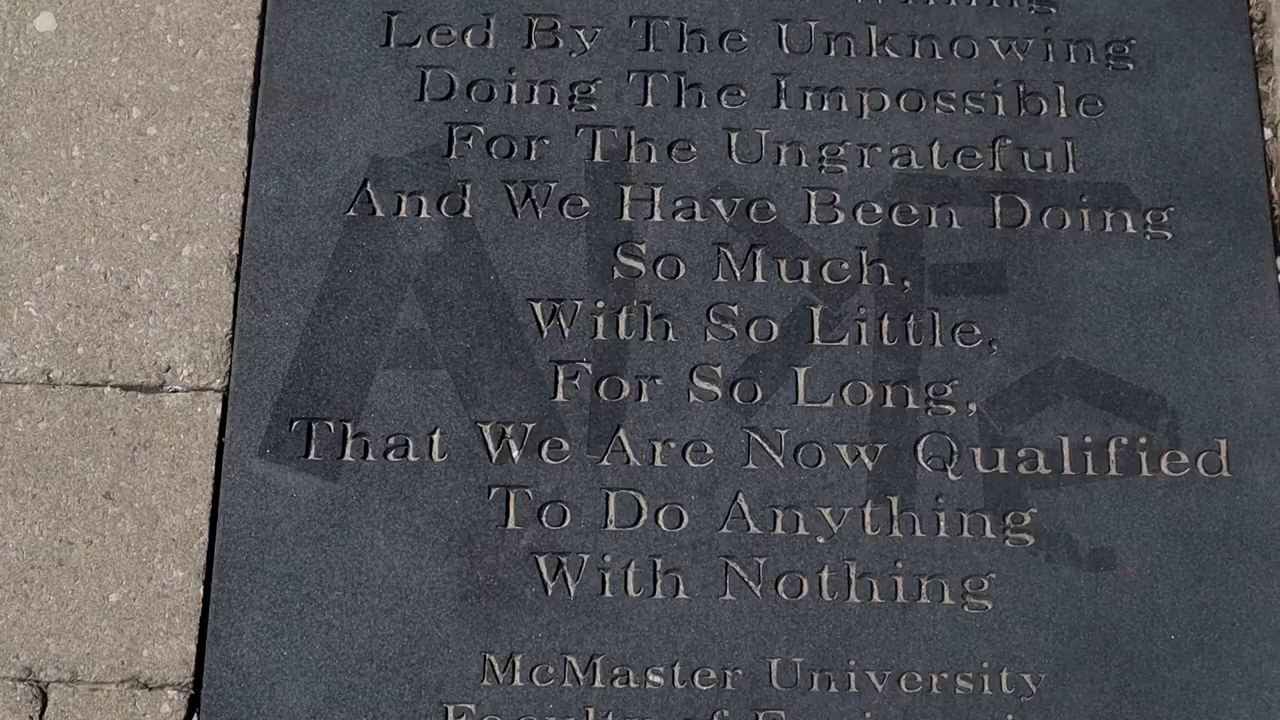 Led By The Unknowing
Doing The Impossible
For The Ungrateful
And We Have Been Doing
So Much,
With So Little,
For So Long,
That We Are Now Qualified
To Do Anything
With Nothing
McMaster University